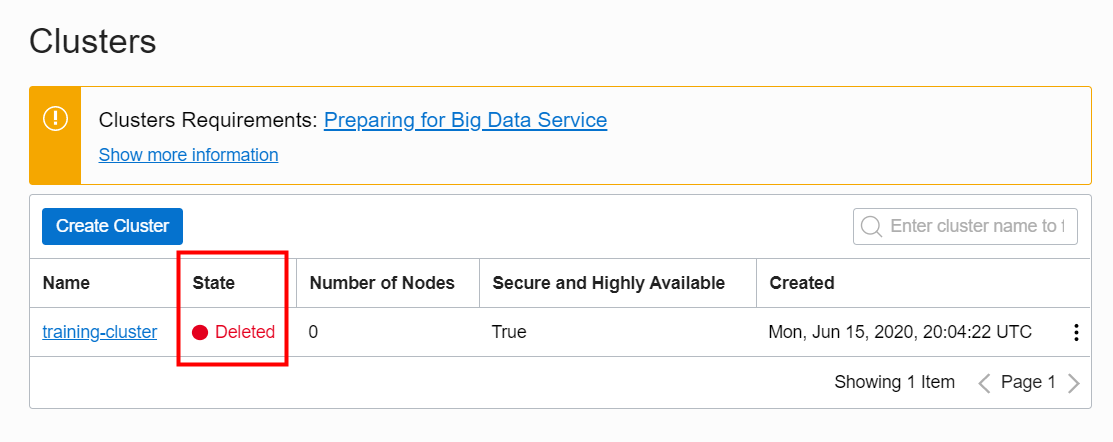 Clusters
Clusters Requirements: Preparing for Big Data Service
Show more information
Create Cluster
Enter cluster name to f
Name State Number of Nodes Secure and Highly Available Created
training-cluster Deleted 0 True Mon, Jun 15, 2020, 20:04:22 UTC
Showing 1 Item Page 1